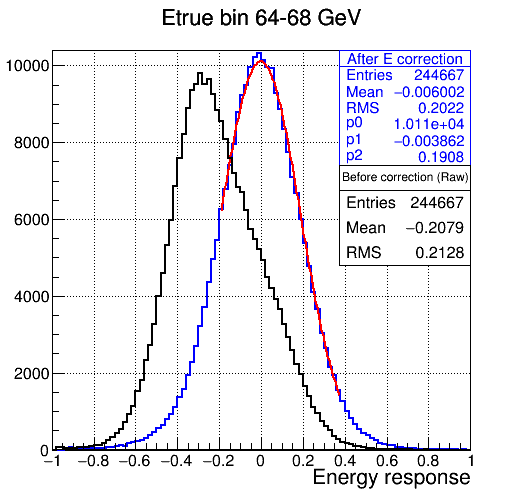 Etrue bin 64-68 GeV
After E correction
Entries 244667
Mean −0.006002
RMS 0.2022
p0 1.011e+04
p1 −0.003862
p2 0.1908
Before correction (Raw)
Entries 244667
Mean −0.2079
RMS 0.2128
10000
8000
6000
4000
2000
0
−1 −0.8 −0.6 −0.4 −0.2 0 0.2 0.4 0.6 0.8 1
Energy response